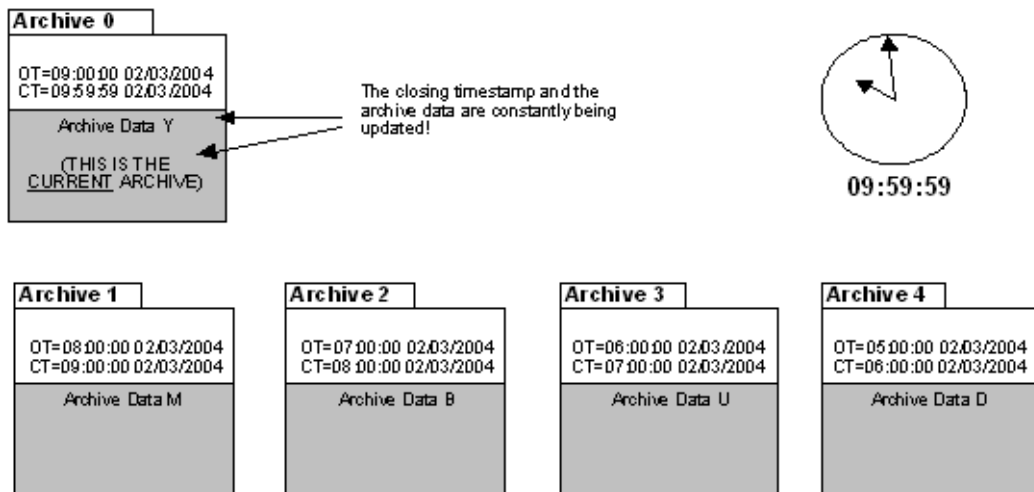 Archive 0
OT=09:00:00 02/03/2004
CT=09:59:59 02/03/2004
Archive Data Y
(THIS IS THE
CURRENT ARCHIVE)
The closing timestamp and the
archive data are constantly being
updated!
09:59:59
Archive 1
OT=08:00:00 02/03/2004
CT=09:00:00 02/03/2004
Archive Data M
Archive 2
OT=07:00:00 02/03/2004
CT=08:00:00 02/03/2004
Archive Data B
Archive 3
OT=06:00:00 02/03/2004
CT=07:00:00 02/03/2004
Archive Data U
Archive 4
OT=05:00:00 02/03/2004
CT=06:00:00 02/03/2004
Archive Data D